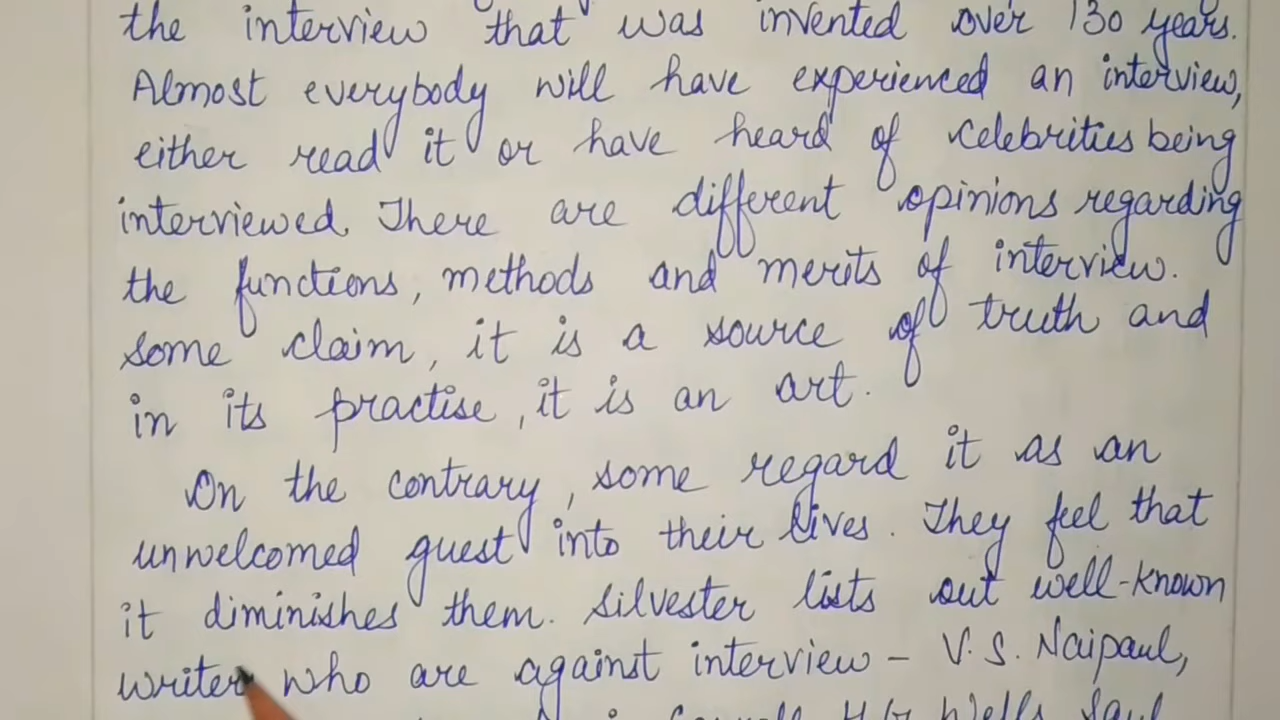 the interview that was invented over 130 years.
Almost everybody will have experienced an interview,
either read it or have heard of celebrities being
interviewed. There are different opinions regarding
the functions, methods and merits of interview.
some claim, it is a source of truth and
in its practise, it is an art.
On the contrary, some regard it as an
unwelcomed guest into their lives. They feel that
it diminishes them. Silvester lists out well-known
writer who are against interview – V.S. Naipaul,
H.G Wells, Saul